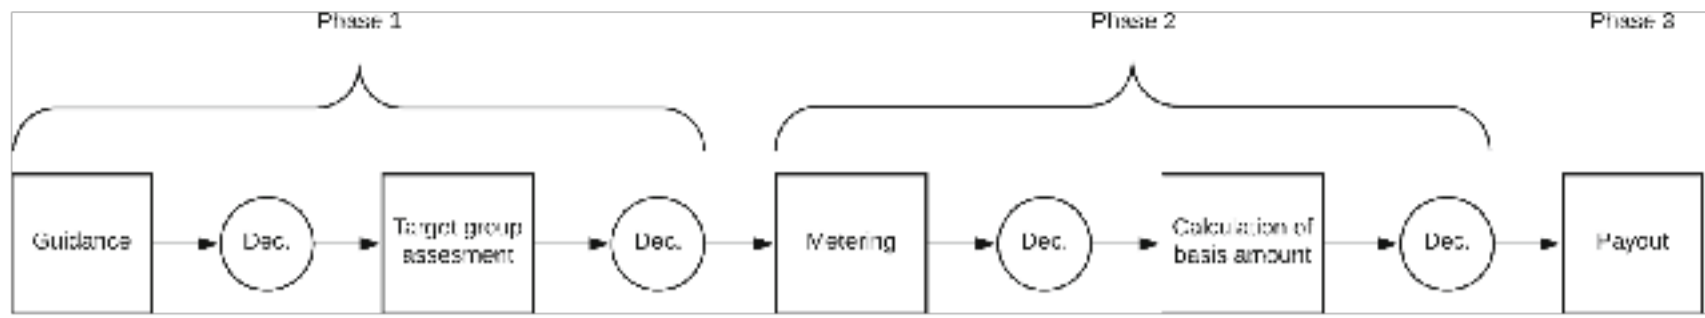 Phase 1
Phase 2
Phase 3
Guidance
Dec.
Target group
assesment
Dec.
Metering
Dec.
Calculation of
basis amount
Dec.
Payout